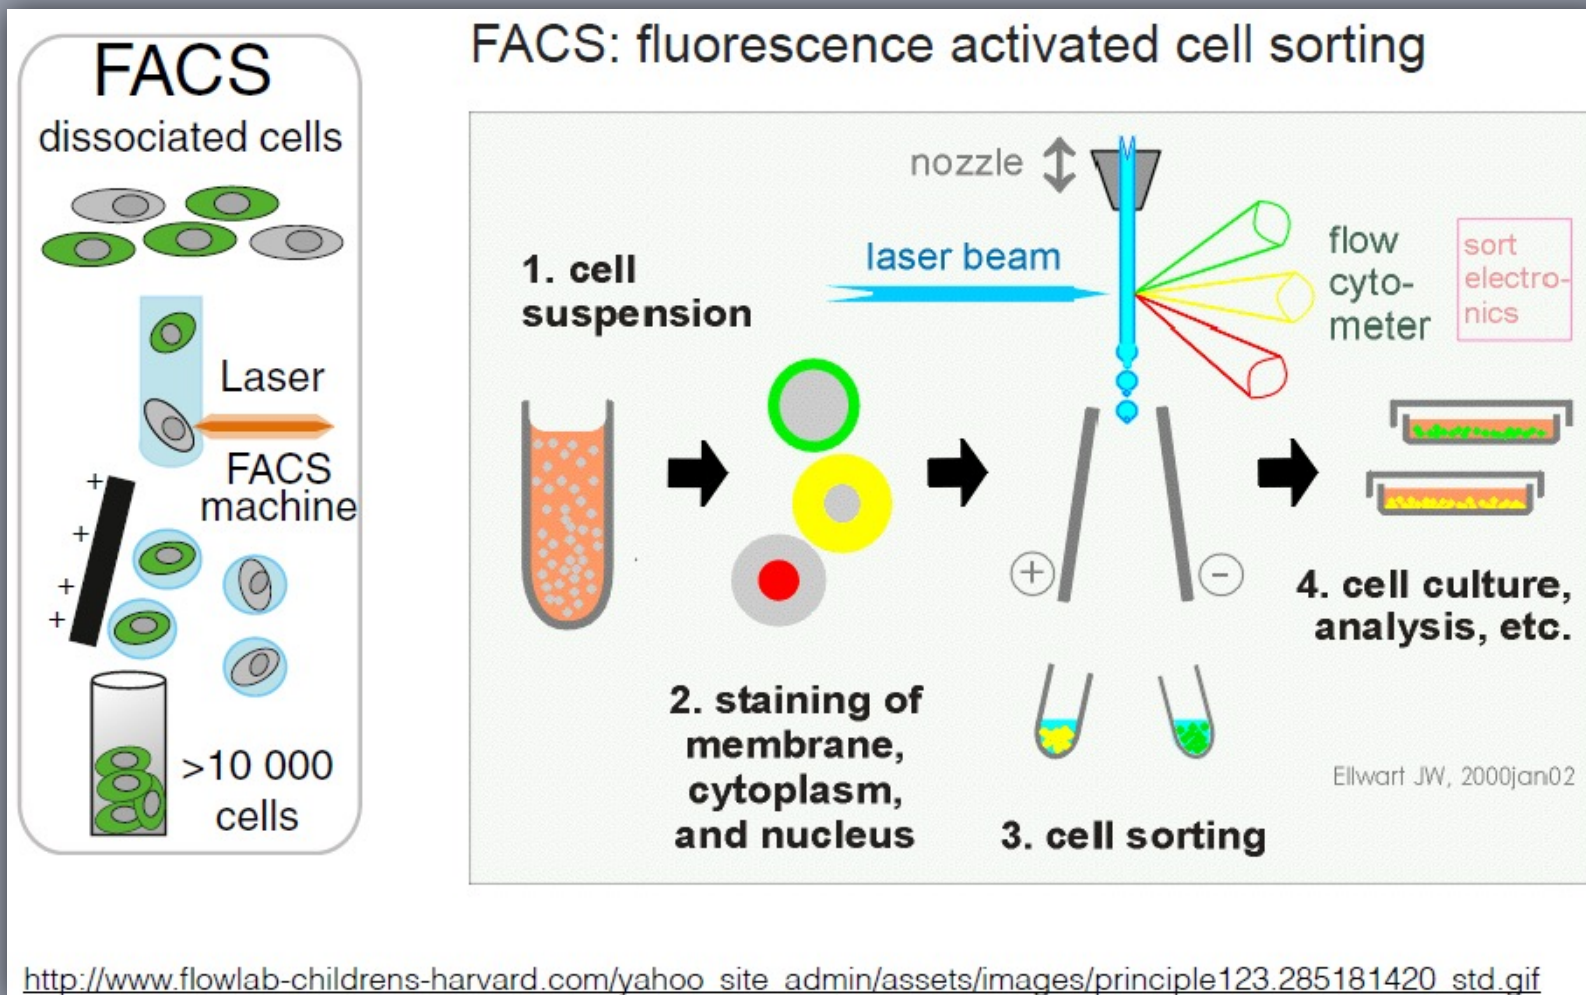 FACS
dissociated cells
Laser
FACS
machine
+
+
+
+
>10 000
cells
FACS: fluorescence activated cell sorting
nozzle
laser beam
flow
cyto-
meter
sort
electro-
nics
1. cell
suspension
2. staining of
membrane,
cytoplasm,
and nucleus
+
-
3. cell sorting
4. cell culture,
analysis, etc.
Ellwart JW, 2000jan02
http://www.flowlab-childrens-harvard.com/yahoo_site_admin/assets/images/principle123.285181420_std.gif